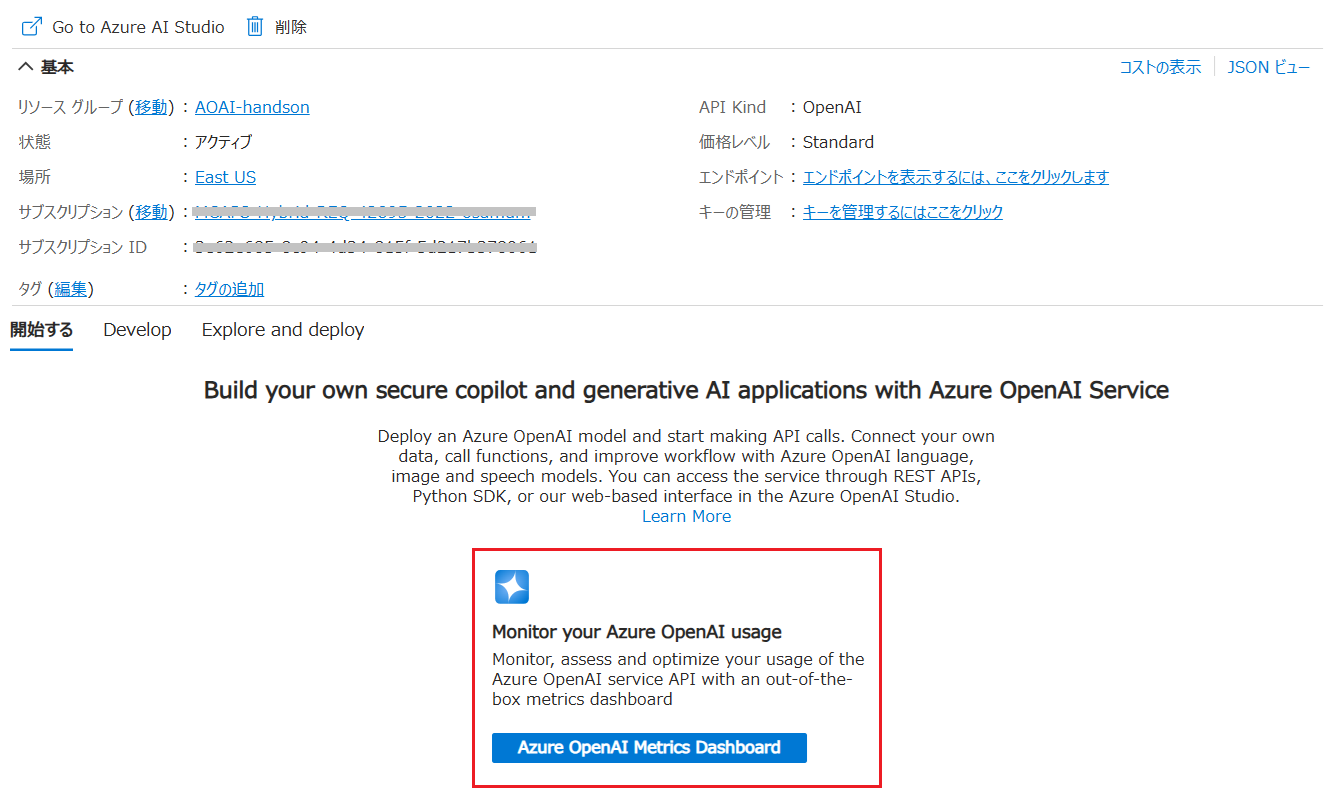 Go to Azure AI Studio 削除
基本 コストの表示 JSON ビュー
リソース グループ (移動) : AOAI-handson API Kind : OpenAI
状態 : アクティブ 価格レベル : Standard
場所 : East US エンドポイント : エンドポイントを表示するには、ここをクリックします
サブスクリプション (移動) : キーの管理 : キーを管理するにはここをクリック
サブスクリプション ID :
タグ (編集) : タグの追加
開始する Develop Explore and deploy
Build your own secure copilot and generative AI applications with Azure OpenAI Service
Deploy an Azure OpenAI model and start making API calls. Connect your own
data, call functions, and improve workflow with Azure OpenAI language,
image and speech models. You can access the service through REST APIs,
Python SDK, or our web-based interface in the Azure OpenAI Studio.
Learn More
Monitor your Azure OpenAI usage
Monitor, assess and optimize your usage of the
Azure OpenAI service API with an out-of-the-
box metrics dashboard
Azure OpenAI Metrics Dashboard